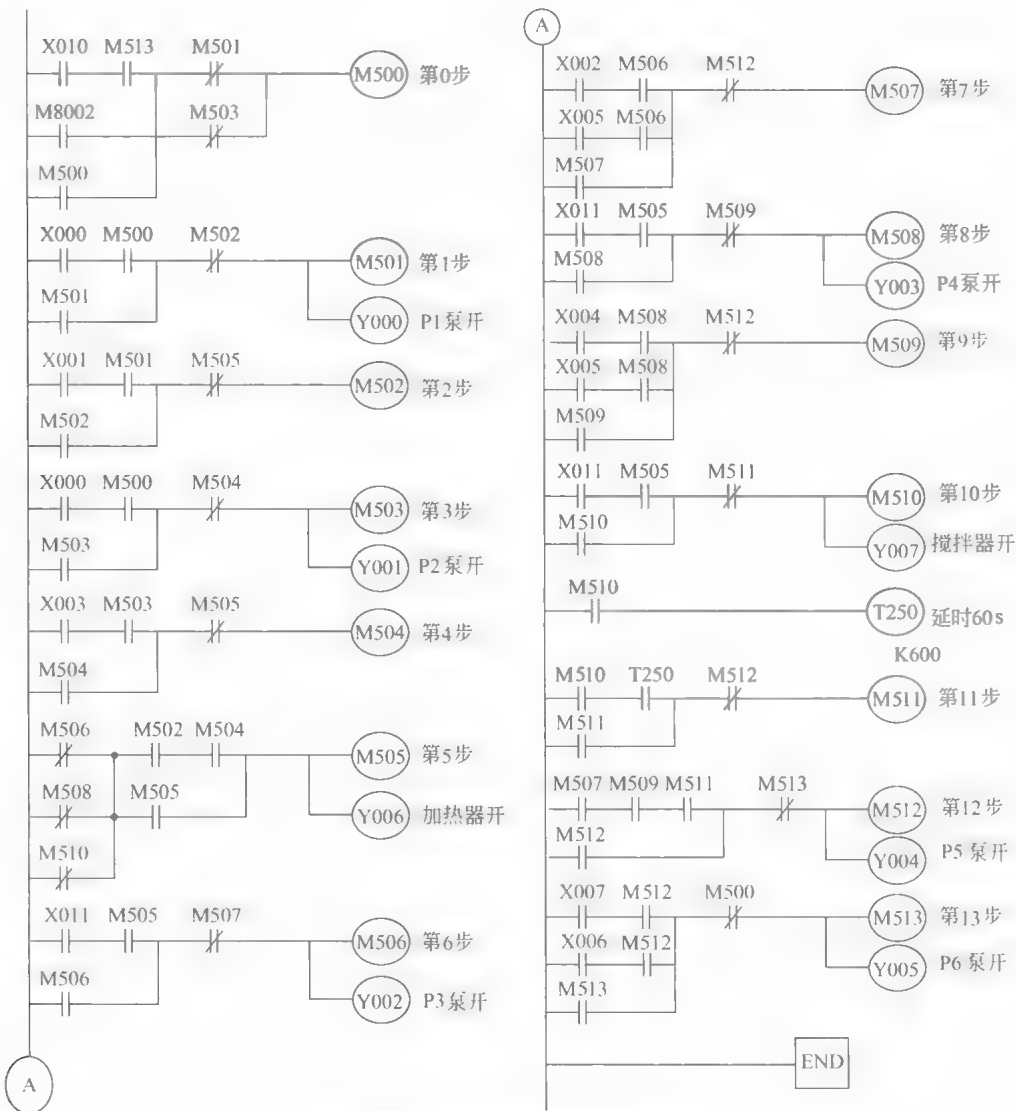 X010 M513 M501
M500 第0步
M8002 M503
M500
X000 M500 M502
M501 第1步
M501
Y000 P1泵开
X001 M501 M505
M502 第2步
M502
X000 M500 M504
M503 第3步
M503
Y001 P2泵开
X003 M503 M505
M504 第4步
M504
M506 M502 M504
M505 第5步
M508 M505
Y006 加热器开
M510
X011 M505 M507
M506 第6步
M506
Y002 P3泵开
A
A
X002 M506 M512
M507 第7步
X005 M506
M507
X011 M505 M509
M508 第8步
M508
Y003 P4泵开
X004 M508 M512
M509 第9步
X005 M508
M509
X011 M505 M511
M510 第10步
M510
Y007 搅拌器开
M510
T250 延时60s
K600
M510 T250 M512
M511 第11步
M511
M507 M509 M511 M513
M512 第12步
M512
Y004 P5泵开
X007 M512 M500
M513 第13步
X006 M512
Y005 P6泵开
M513
END